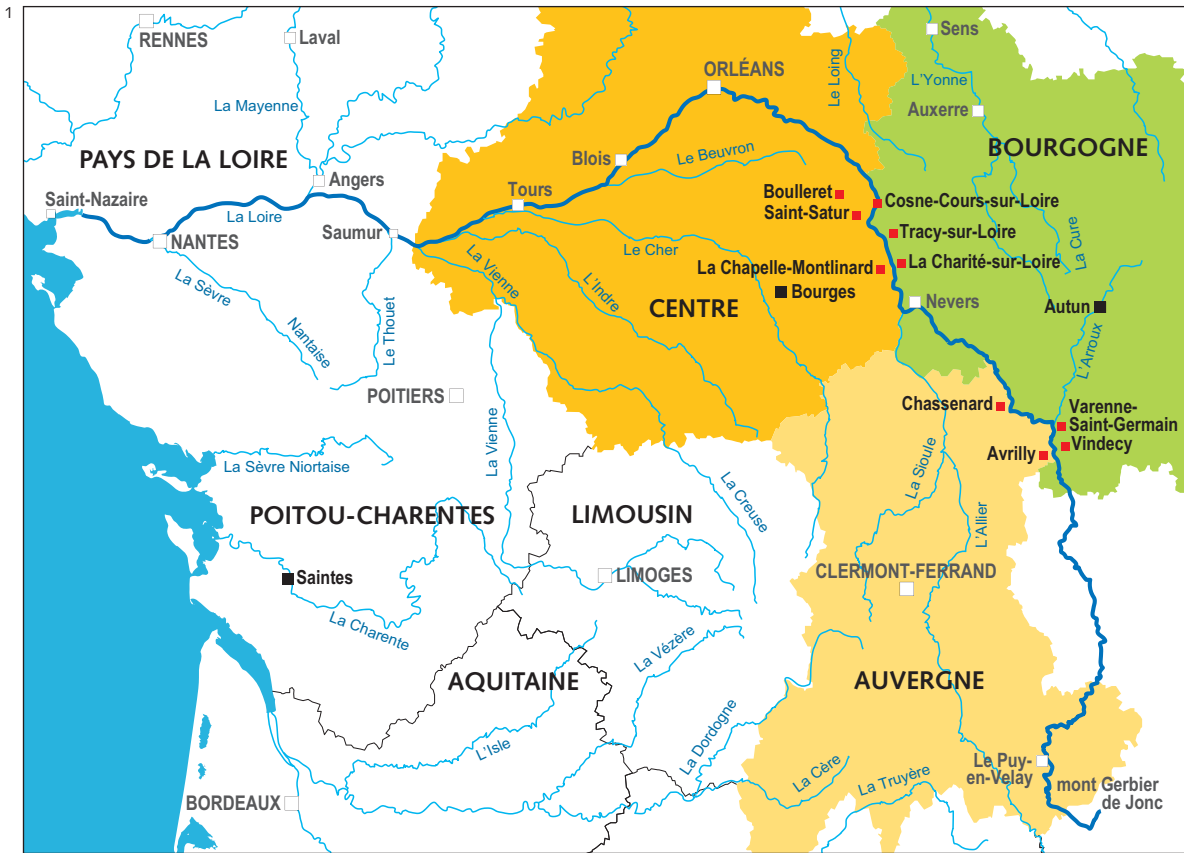 1
RENNES
Laval
Sens
ORLÉANS
Le Loing
L'Yonne
La Mayenne
Auxerre
PAYS DE LA LOIRE
BOURGOGNE
Blois
Le Beuvron
Angers
Tours
Boulleret
Saint-Nazaire
Cosne-Cours-sur-Loire
Saint-Satur
La Loire
Saumur
Tracy-sur-Loire
NANTES
Le Cher
La Cure
La Vienne
La Charité-sur-Loire
La Chapelle-Montlinard
La Sèvre
Nantaise
L'Indre
Bourges
Nevers
Autun
CENTRE
Le Thouet
L'Arroux
POITIERS
Chassenard
Varenne-
Saint-Germain
Vindecy
Avrilly
La Vienne
La Sèvre Niortaise
La Sioule
La Creuse
POITOU-CHARENTES
LIMOUSIN
L'Allier
Saintes
LIMOGES
CLERMONT-FERRAND
La Charente
La Vézère
AQUITAINE
AUVERGNE
L'Isle
La Dordogne
La Cère
La Truyère
Le Puy-
en-Velay
mont Gerbier
de Jonc
BORDEAUX